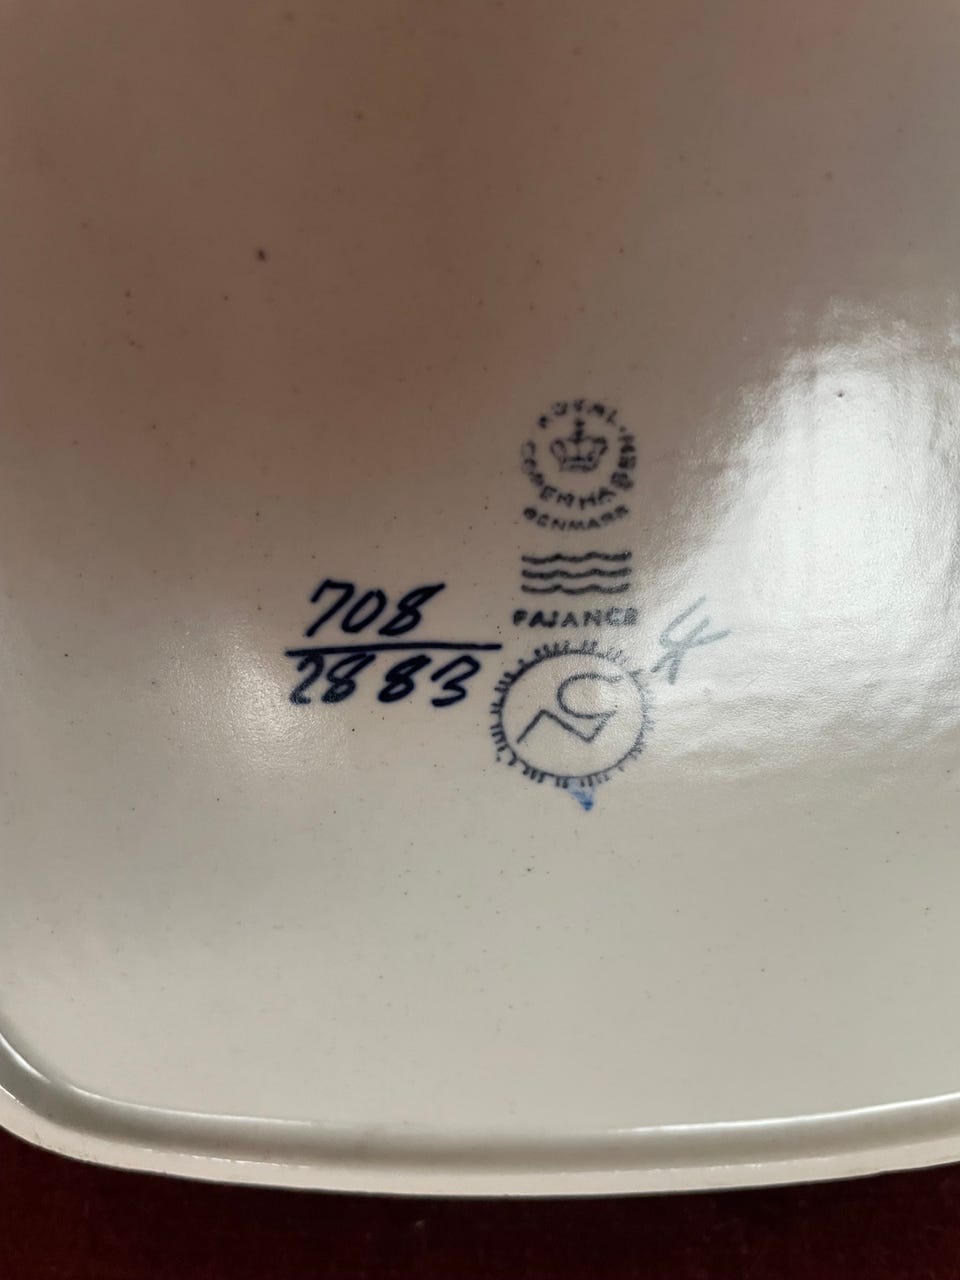 ROYAL COPENHAGEN
DENMARK
FAJANCE
708
2883